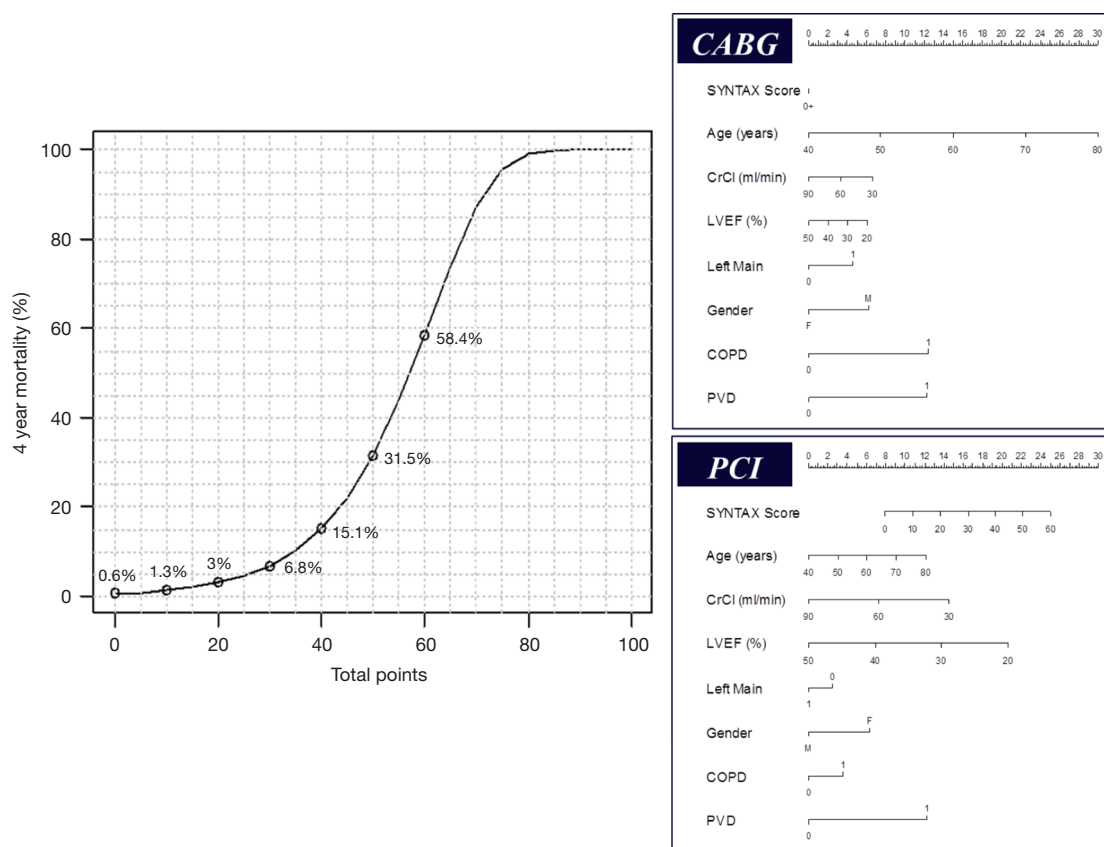 100
80
60
40
20
0
4 year mortality (%)
0.6%
1.3%
3%
6.8%
15.1%
31.5%
58.4%
0 20 40 60 80 100
Total points
CABG
0 2 4 6 8 10 12 14 16 18 20 22 24 26 28 30
SYNTAX Score
0+
Age (years)
40 50 60 70 80
CrCl (ml/min)
90 60 30
LVEF (%)
50 40 30 20
Left Main
1
0
Gender
M
F
COPD
1
0
PVD
1
0
PCI
0 2 4 6 8 10 12 14 16 18 20 22 24 26 28 30
SYNTAX Score
0 10 20 30 40 50 60
Age (years)
40 50 60 70 80
CrCl (ml/min)
90 60 30
LVEF (%)
50 40 30 20
Left Main
0
1
Gender
F
M
COPD
1
0
PVD
1
0